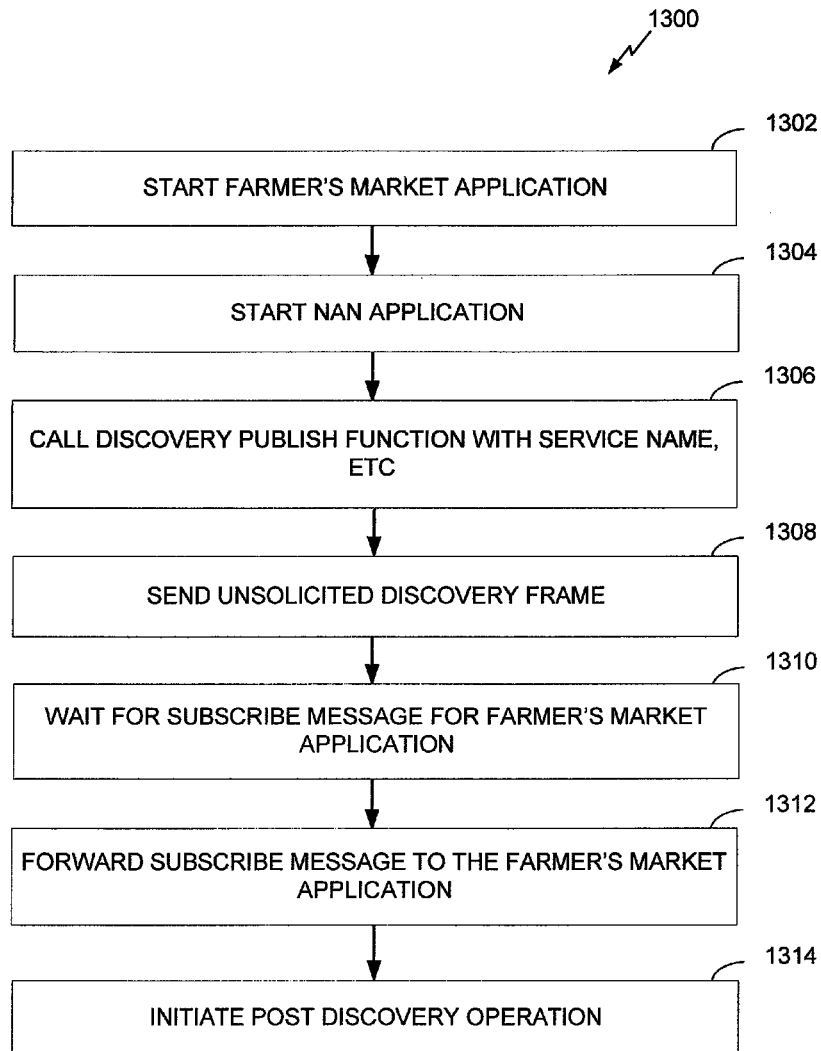 1300
1302
START FARMER'S MARKET APPLICATION
1304
START NAN APPLICATION
1306
CALL DISCOVERY PUBLISH FUNCTION WITH SERVICE NAME,
ETC
1308
SEND UNSOLICITED DISCOVERY FRAME
1310
WAIT FOR SUBSCRIBE MESSAGE FOR FARMER'S MARKET
APPLICATION
1312
FORWARD SUBSCRIBE MESSAGE TO THE FARMER'S MARKET
APPLICATION
1314
INITIATE POST DISCOVERY OPERATION